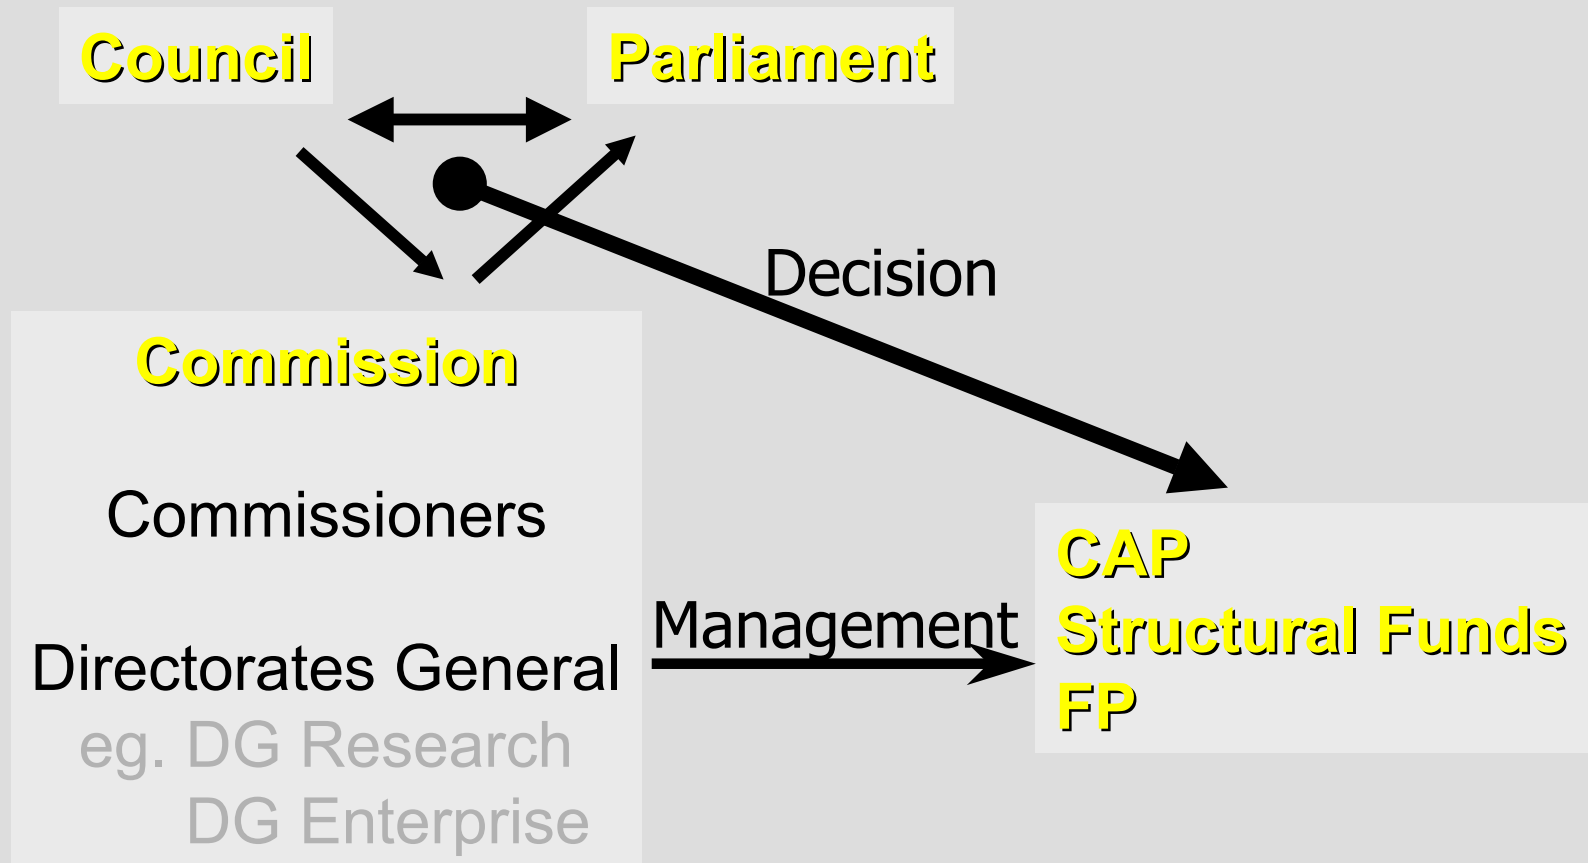 Council
Parliament
Decision
Commission
Commissioners
Directorates General
eg. DG Research
DG Enterprise
Management
CAP
Structural Funds
FP